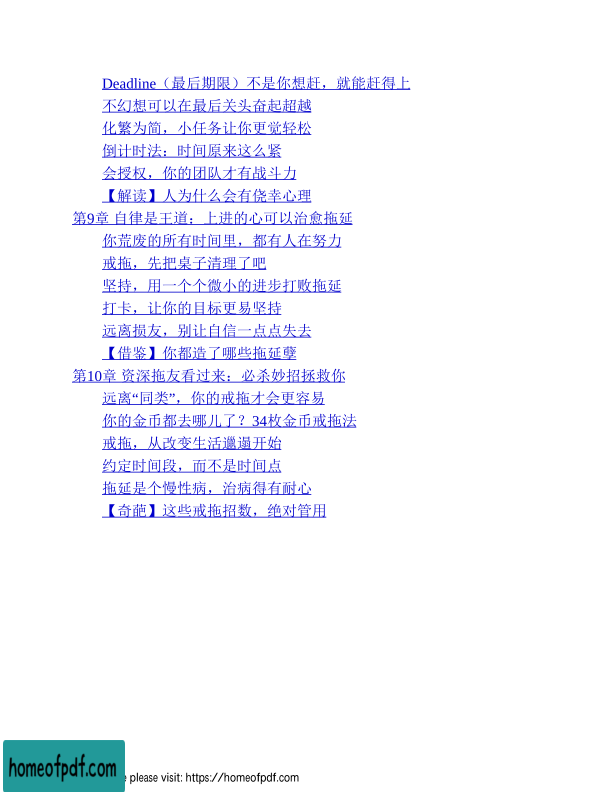 Deadline（最后期限）不是你想赶，就能赶得上
不幻想可以在最后关头奋起超越
化繁为简，小任务让你更觉轻松
倒计时法：时间原来这么紧
会授权，你的团队才有战斗力
【解读】人为什么会有侥幸心理
第9章 自律是王道：上进的心可以治愈拖延
你荒废的所有时间里，都有人在努力
戒拖，先把桌子清理了吧
坚持，用一个个微小的进步打败拖延
打卡，让你的目标更易坚持
远离损友，别让自信一点点失去
【借鉴】你都造了哪些拖延孽
第10章 资深拖友看过来：必杀妙招拯救你
远离“同类”，你的戒拖才会更容易
你的金币都去哪儿了？34枚金币戒拖法
戒拖，从改变生活邋遢开始
约定时间段，而不是时间点
拖延是个慢性病，治病得有耐心
【奇葩】这些戒拖招数，绝对管用
homeofpdf.com
please visit: https://homeofpdf.com